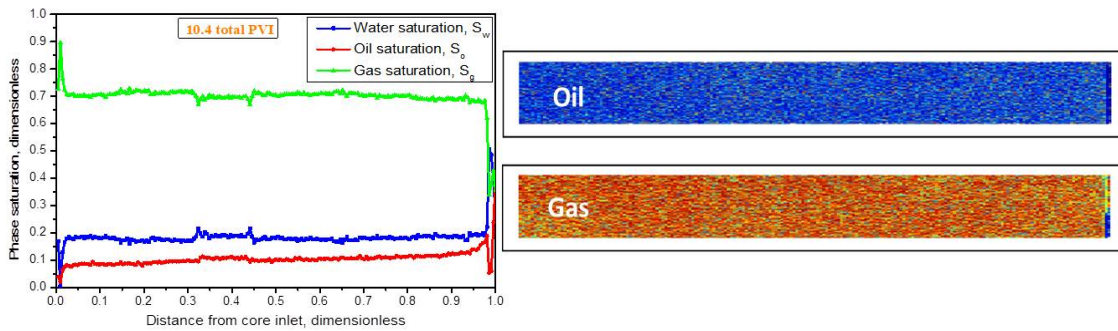 10.4 total PVI
Water saturation, S_w
Oil saturation, S_o
Gas saturation, S_g
Phase saturation, dimensionless
1.0
0.9
0.8
0.7
0.6
0.5
0.4
0.3
0.2
0.1
0.0
0.0 0.1 0.2 0.3 0.4 0.5 0.6 0.7 0.8 0.9 1.0
Distance from core inlet, dimensionless
Oil
Gas